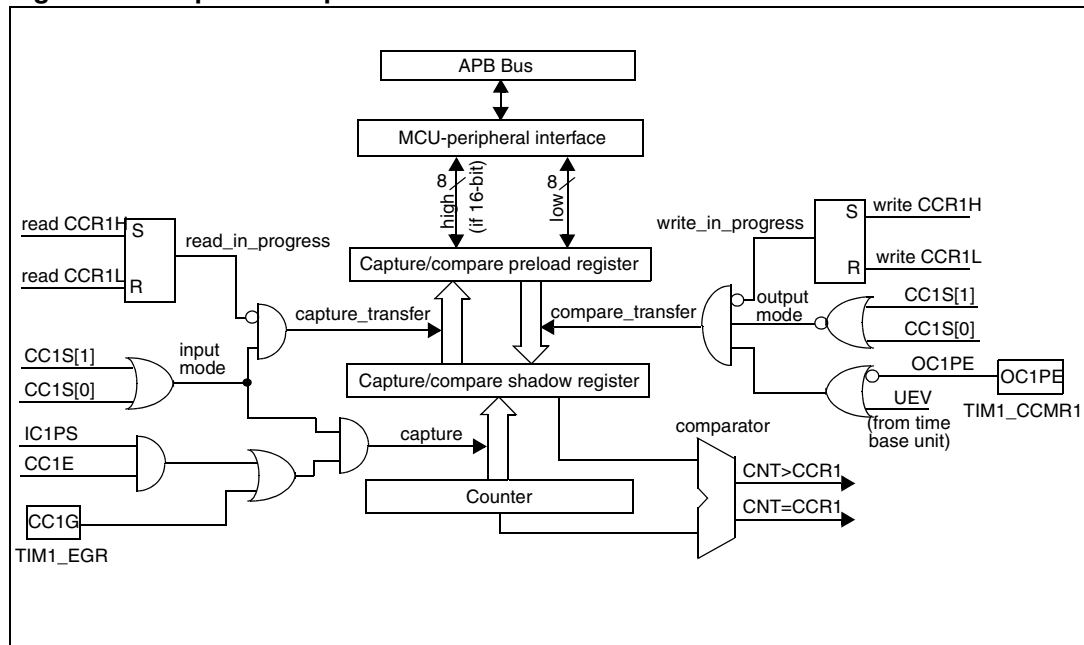 APB Bus
MCU-peripheral interface
8
high
(if 16-bit)
8
low
read CCR1H
S
read_in_progress
read CCR1L
R
write_in_progress
S
write CCR1H
R
write CCR1L
Capture/compare preload register
capture_transfer
compare_transfer
output
mode
CC1S[1]
CC1S[0]
CC1S[1]
CC1S[0]
input
mode
Capture/compare shadow register
OC1PE
OC1PE
UEV
TIM1_CCMR1
(from time
base unit)
IC1PS
CC1E
capture
comparator
CNT>CCR1
Counter
CNT=CCR1
CC1G
TIM1_EGR